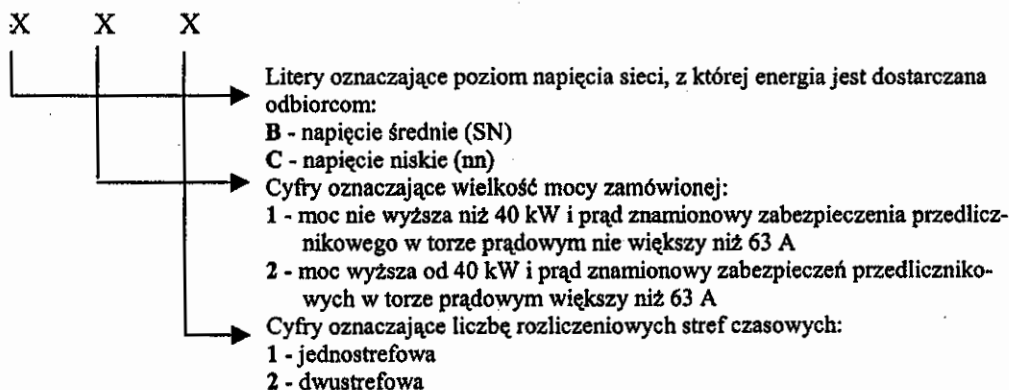 X X X
Litery oznaczające poziom napięcia sieci, z której energia jest dostarczana
odbiorcom:
B - napięcie średnie (SN)
C - napięcie niskie (nn)
Cyfry oznaczające wielkość mocy zamówionej:
1 - moc nie wyższa niż 40 kW i prąd znamionowy zabezpieczenia przedlicz-
nikowego w torze prądowym nie większy niż 63 A
2 - moc wyższa od 40 kW i prąd znamionowy zabezpieczeń przedliczniko-
wych w torze prądowym większy niż 63 A
Cyfry oznaczające liczbę rozliczeniowych stref czasowych:
1 - jednostrefowa
2 - dwustrefowa